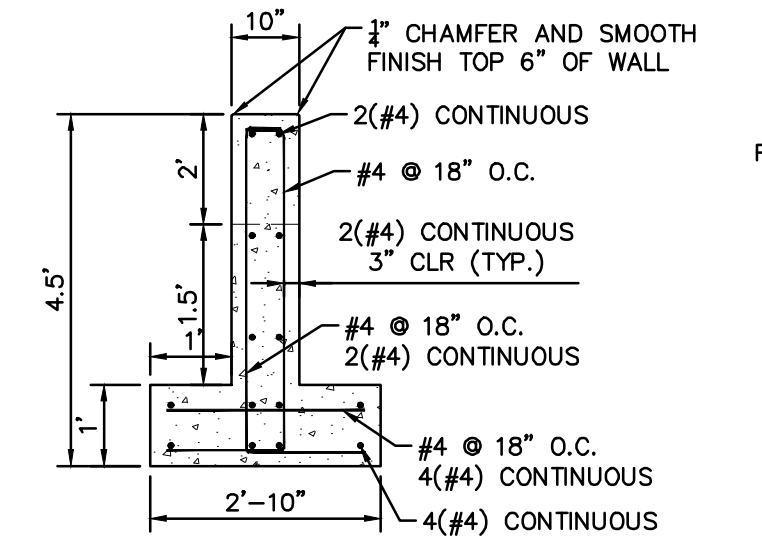 10"
1/4" CHAMFER AND SMOOTH
FINISH TOP 6" OF WALL
2(#4) CONTINUOUS
2'
#4 @ 18" O.C.
2(#4) CONTINUOUS
3" CLR (TYP.)
4.5'
1.5'
1'
#4 @ 18" O.C.
2(#4) CONTINUOUS
1'
#4 @ 18" O.C.
4(#4) CONTINUOUS
2'-10"
4(#4) CONTINUOUS